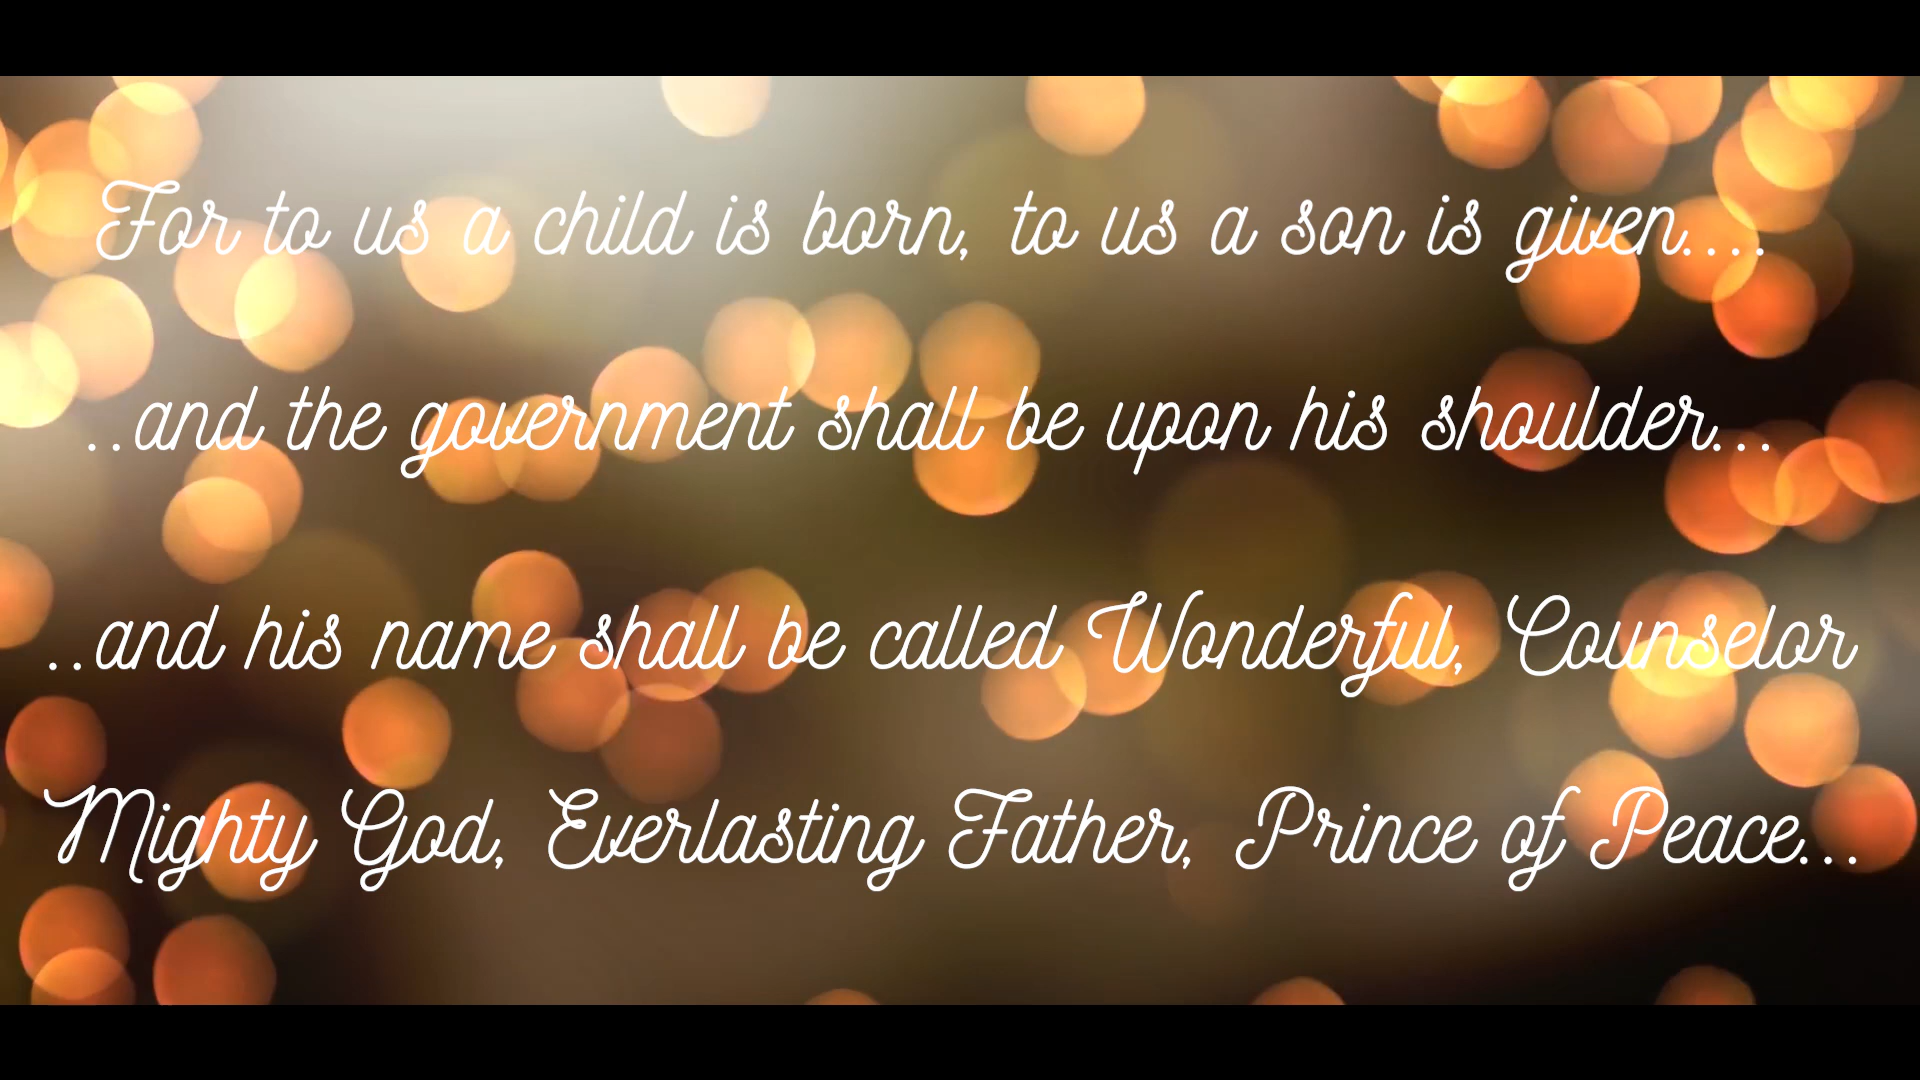 For to us a child is born, to us a son is given....
..and the government shall be upon his shoulder...
..and his name shall be called Wonderful, Counselor
Mighty God, Everlasting Father, Prince of Peace...